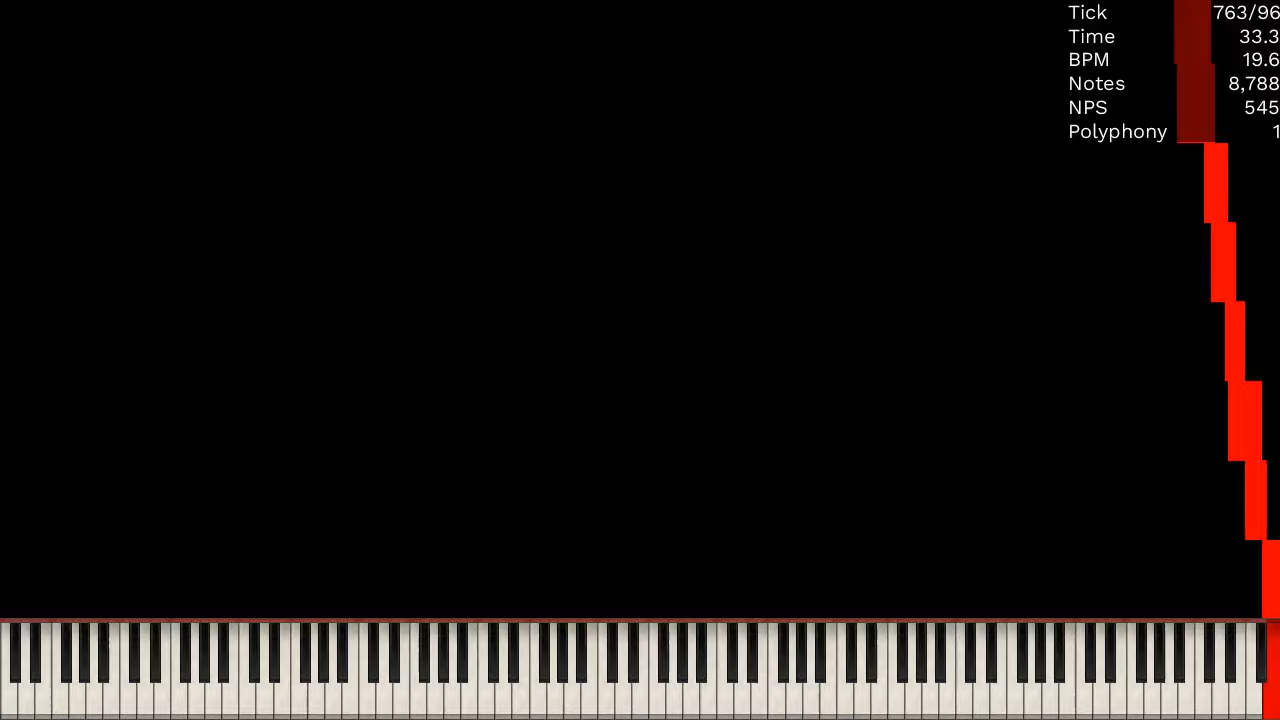 Tick 763/96
Time 33.3
BPM 19.6
Notes 8,788
NPS 545
Polyphony 1